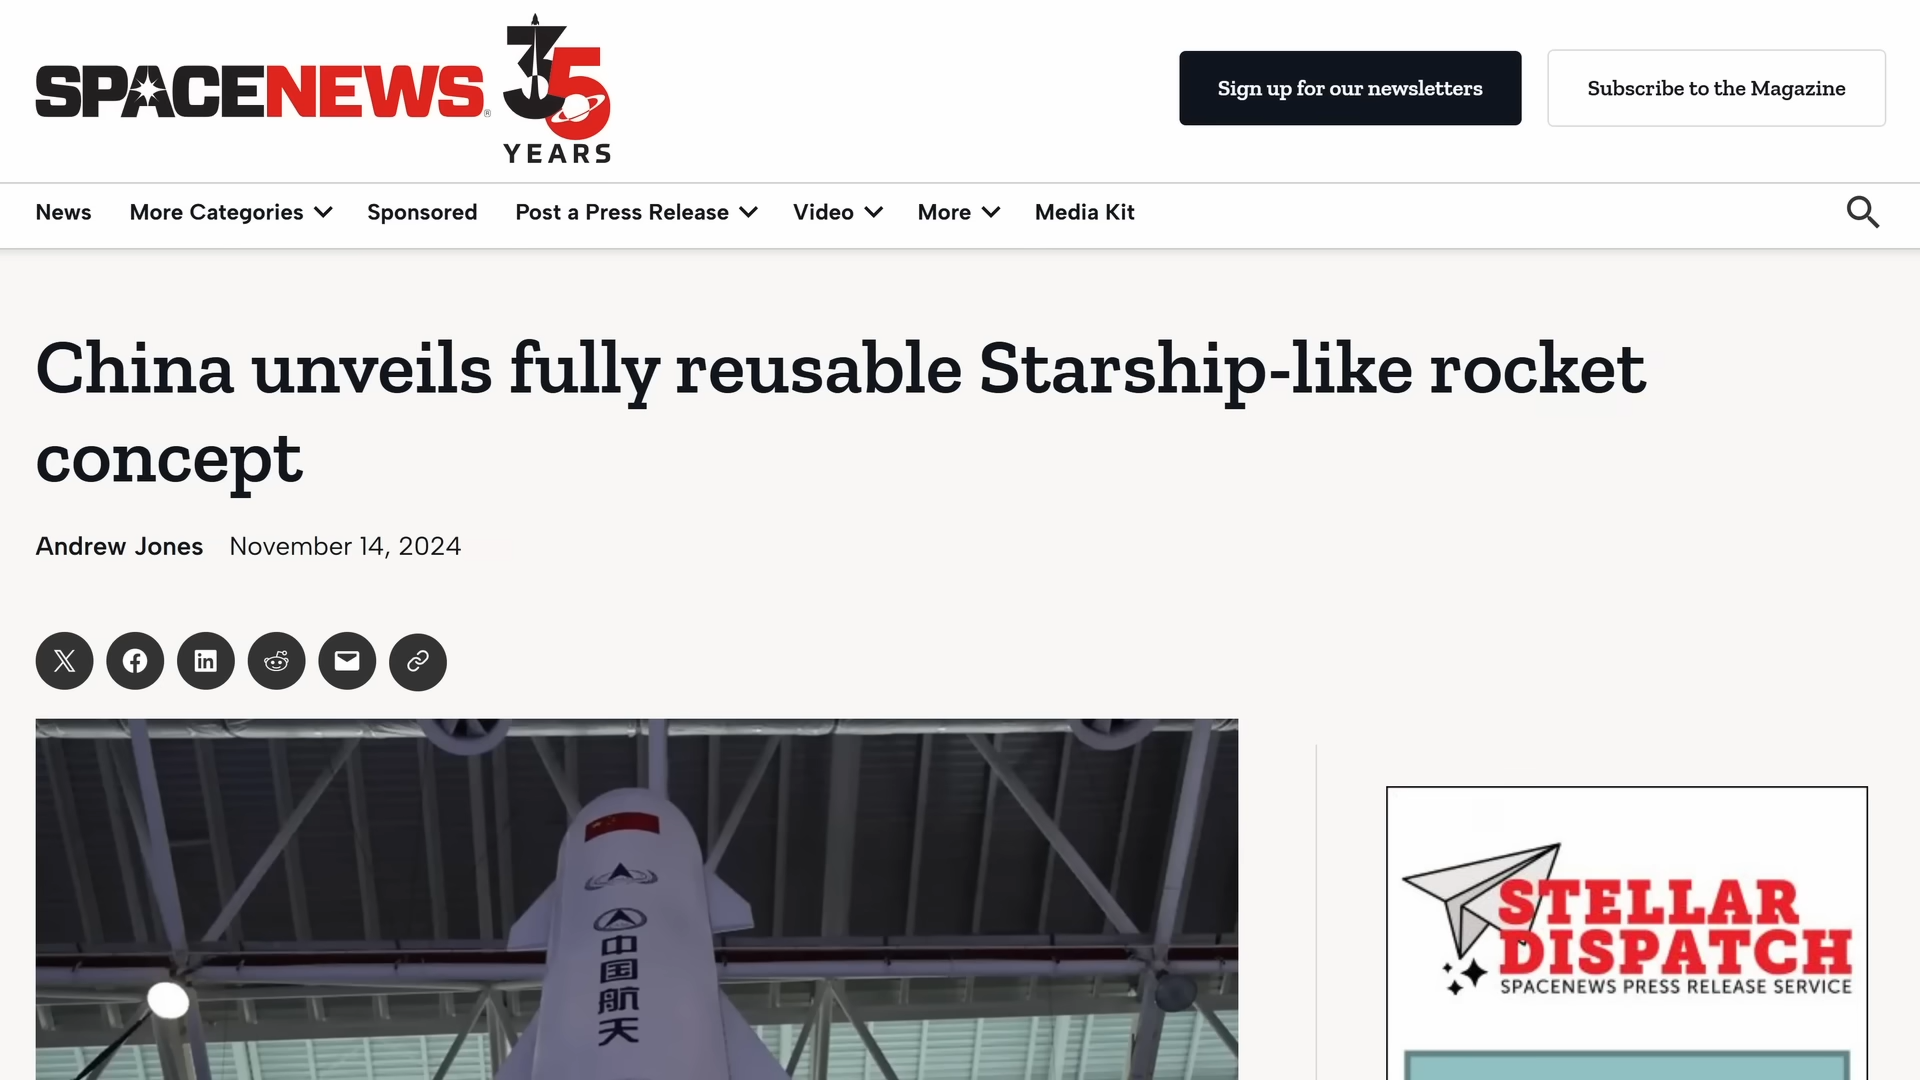 SPACENEWS®
35
YEARS
Sign up for our newsletters
Subscribe to the Magazine
News
More Categories
Sponsored
Post a Press Release
Video
More
Media Kit
China unveils fully reusable Starship-like rocket
concept
Andrew Jones November 14, 2024
中
国
航
天
STELLAR
DISPATCH
SPACENEWS PRESS RELEASE SERVICE